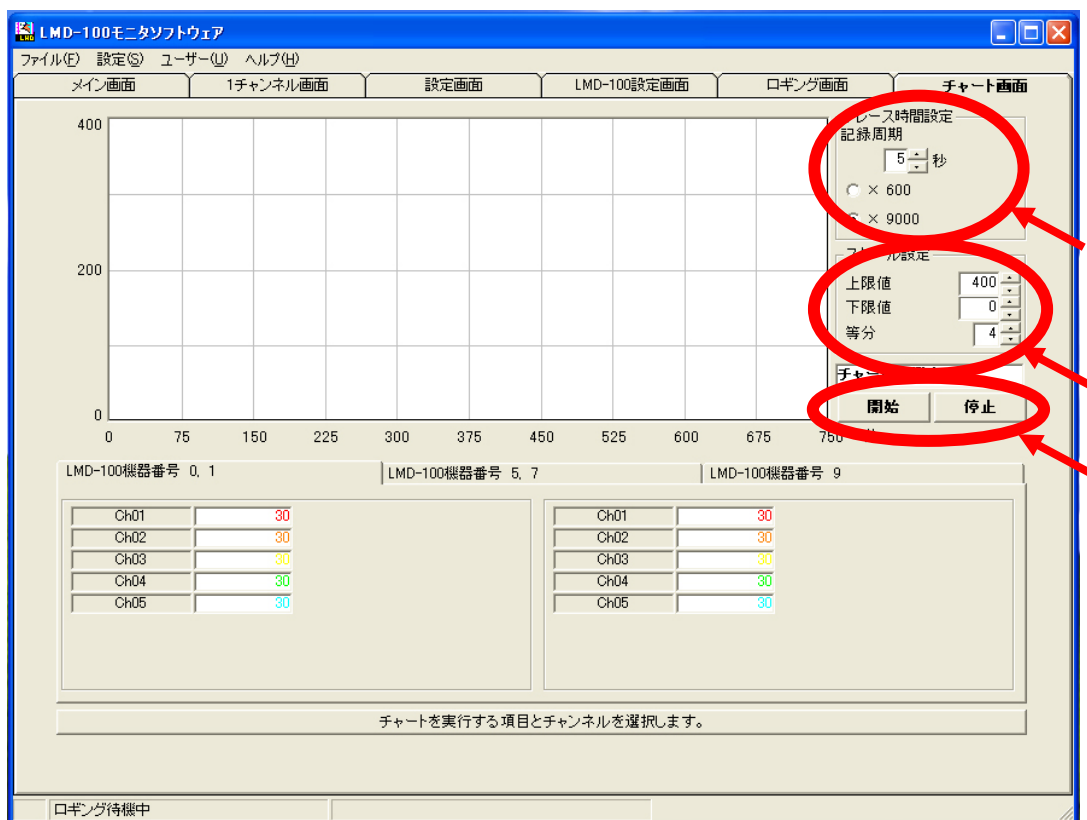 LMD-100モニタソフトウェア
ファイル(F) 設定(S) ユーザー(U) ヘルプ(H)
メイン画面 1チャンネル画面 設定画面 LMD-100設定画面 ロギング画面 チャート画面
レース時間設定
記録周期
5 秒
× 600
× 9000
設定
上限値 400
下限値 0
等分 4
チャー
開始 停止
400
200
0
0 75 150 225 300 375 450 525 600 675 750
LMD-100機器番号 0, 1 LMD-100機器番号 5, 7 LMD-100機器番号 9
Ch01 30 Ch01 30
Ch02 30 Ch02 30
Ch03 30 Ch03 30
Ch04 30 Ch04 30
Ch05 30 Ch05 30
チャートを実行する項目とチャンネルを選択します。
ロギング待機中